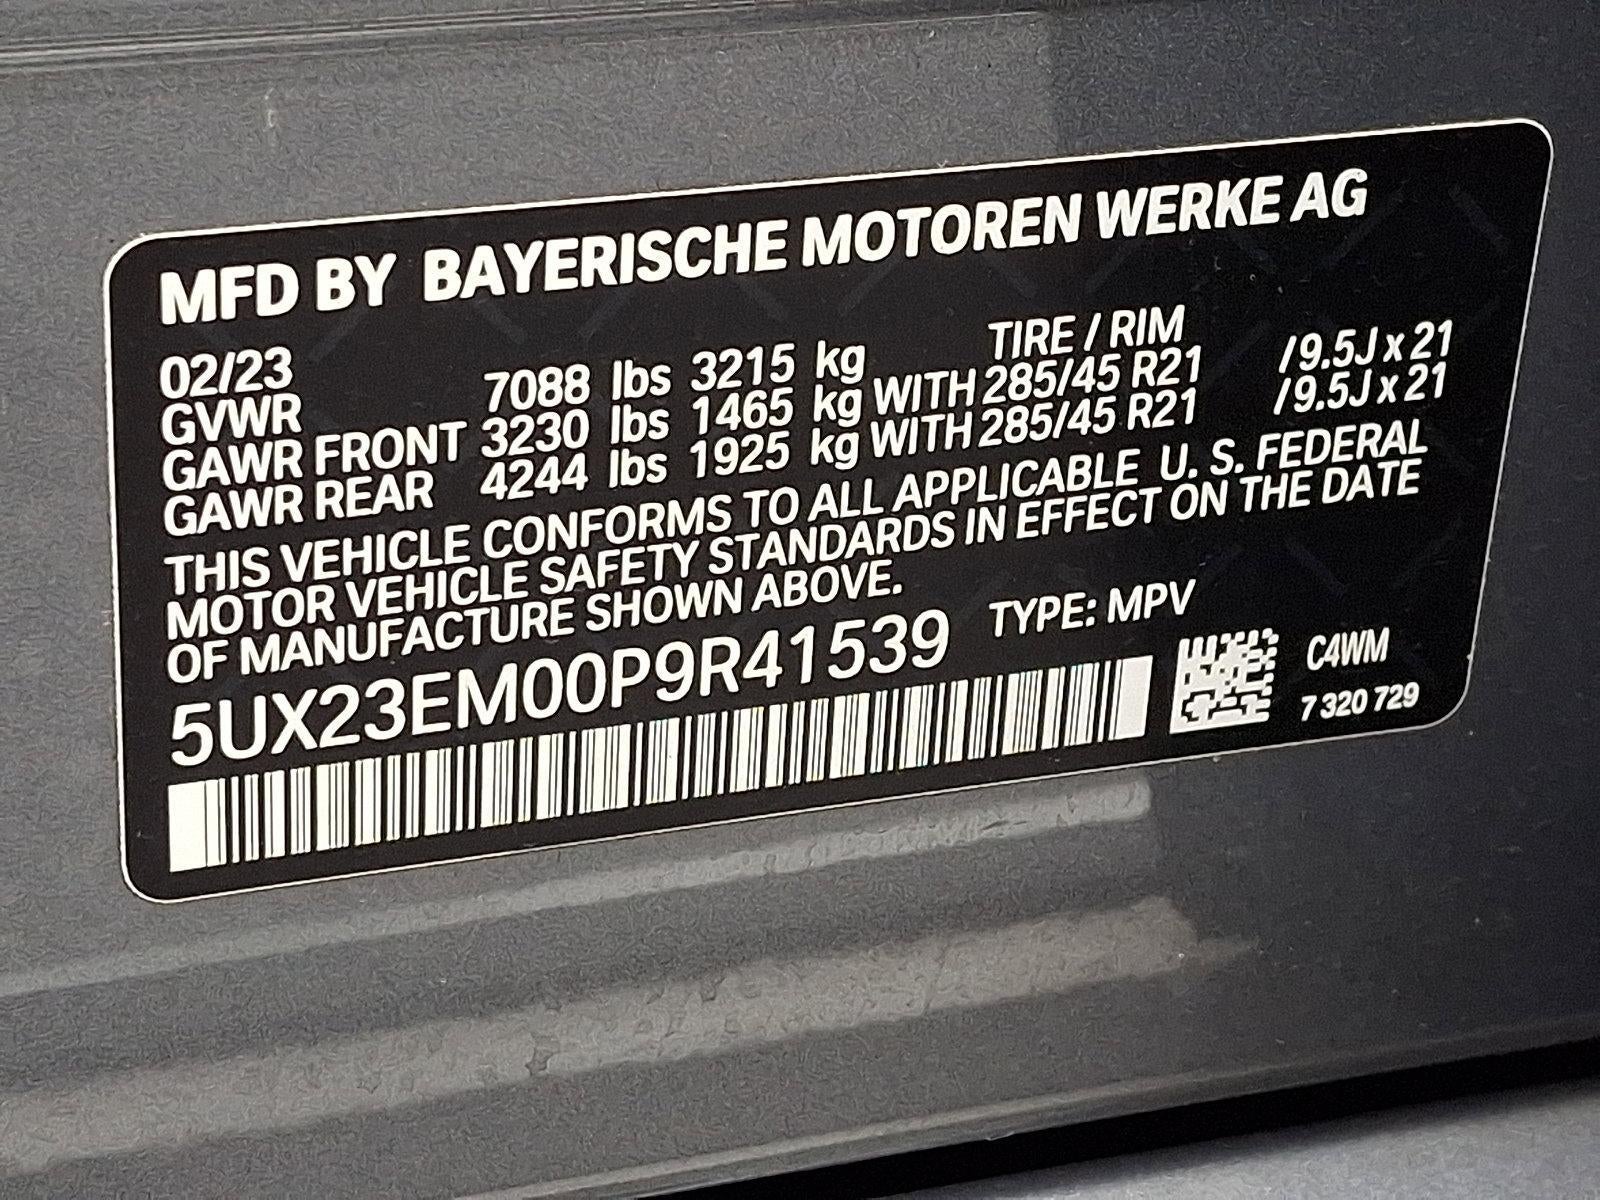 MFD BY BAYERISCHE MOTOREN WERKE AG
02/23 TIRE / RIM
GVWR 7088 lbs 3215 kg
GAWR FRONT 3230 lbs 1465 kg WITH 285/45 R21 /9.5J x 21
GAWR REAR 4244 lbs 1925 kg WITH 285/45 R21 /9.5J x 21
THIS VEHICLE CONFORMS TO ALL APPLICABLE U. S. FEDERAL
MOTOR VEHICLE SAFETY STANDARDS IN EFFECT ON THE DATE
OF MANUFACTURE SHOWN ABOVE.
5UX23EM00P9R41539 TYPE: MPV
C4WM
7 320 729